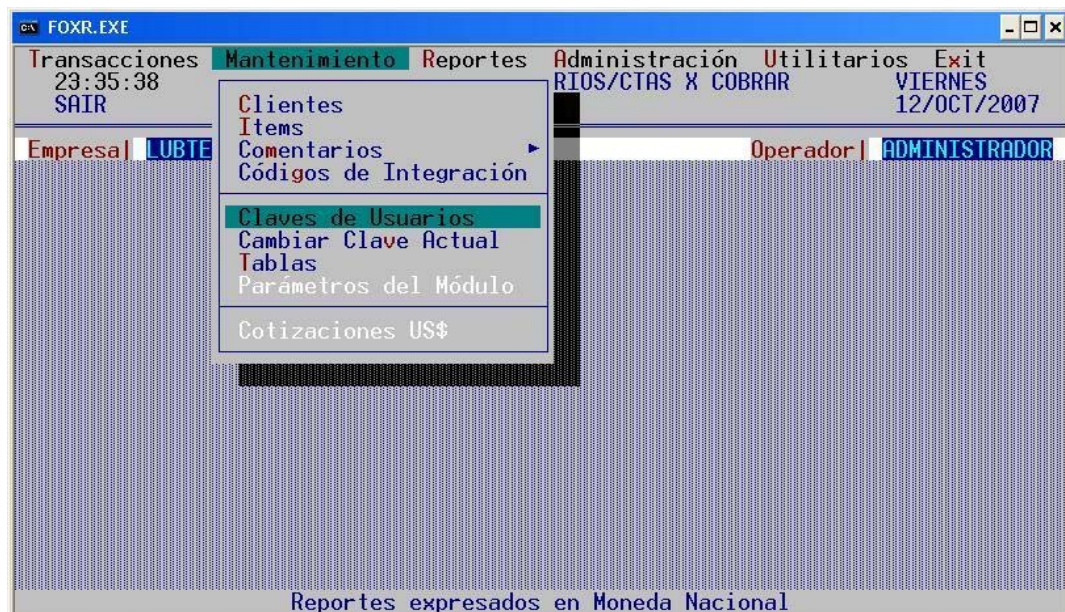 FOXR.EXE
Transacciones Mantenimiento Reportes Administración Utilitarios Exit
23:35:38 RIOS/CTAS X COBRAR VIERNES
SAIR 12/OCT/2007
Clientes
Items
Empresa| LUBTE Operador| ADMINISTRADOR
Comentarios
Códigos de Integración
Claves de Usuarios
Cambiar Clave Actual
Tablas
Parámetros del Módulo
Cotizaciones US$
Reportes expresados en Moneda Nacional